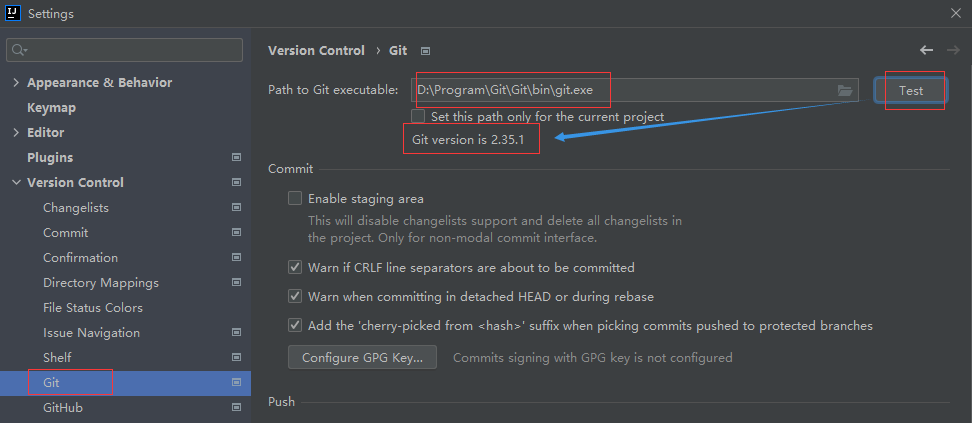 Settings
Version Control › Git
Path to Git executable: D:\Program\Git\Git\bin\git.exe Test
Set this path only for the current project
Git version is 2.35.1
Appearance & Behavior
Keymap
Editor
Plugins
Version Control
Changelists
Commit
Confirmation
Directory Mappings
File Status Colors
Issue Navigation
Shelf
Git
GitHub
Commit
Enable staging area
This will disable changelists support and delete all changelists in
the project. Only for non-modal commit interface.
Warn if CRLF line separators are about to be committed
Warn when committing in detached HEAD or during rebase
Add the 'cherry-picked from <hash>' suffix when picking commits pushed to protected branches
Configure GPG Key... Commits signing with GPG key is not configured
Push